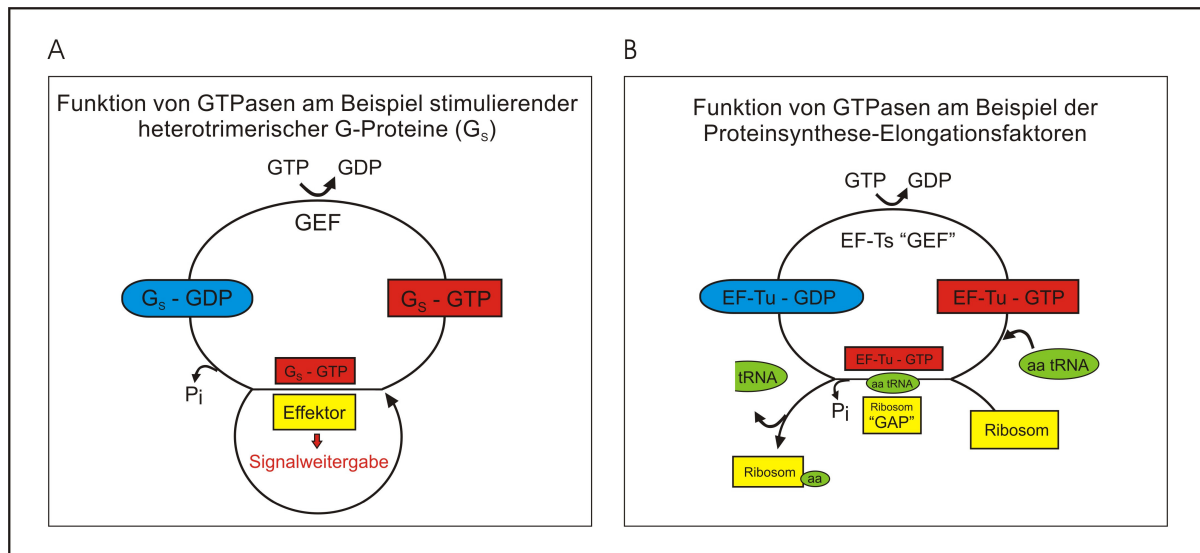 A
Funktion von GTPasen am Beispiel stimulierender
heterotrimerischer G-Proteine (Gs)
GTP GDP
GEF
Gs - GDP
Gs - GTP
Gs - GTP
Pi
Effektor
Signalweitergabe
B
Funktion von GTPasen am Beispiel der
Proteinsynthese-Elongationsfaktoren
GTP GDP
EF-Ts “GEF”
EF-Tu - GDP
EF-Tu - GTP
EF-Tu - GTP
tRNA
aa tRNA
aa tRNA
Pi
Ribosom
“GAP”
Ribosom
Ribosom
aa